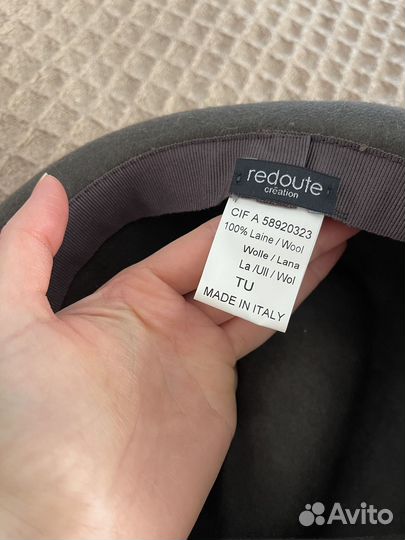 redoute
création
CIF A 58920323
100% Laine / Wool
Wolle / Lana
La /Ull / Wol
TU
MADE IN ITALY
Avito